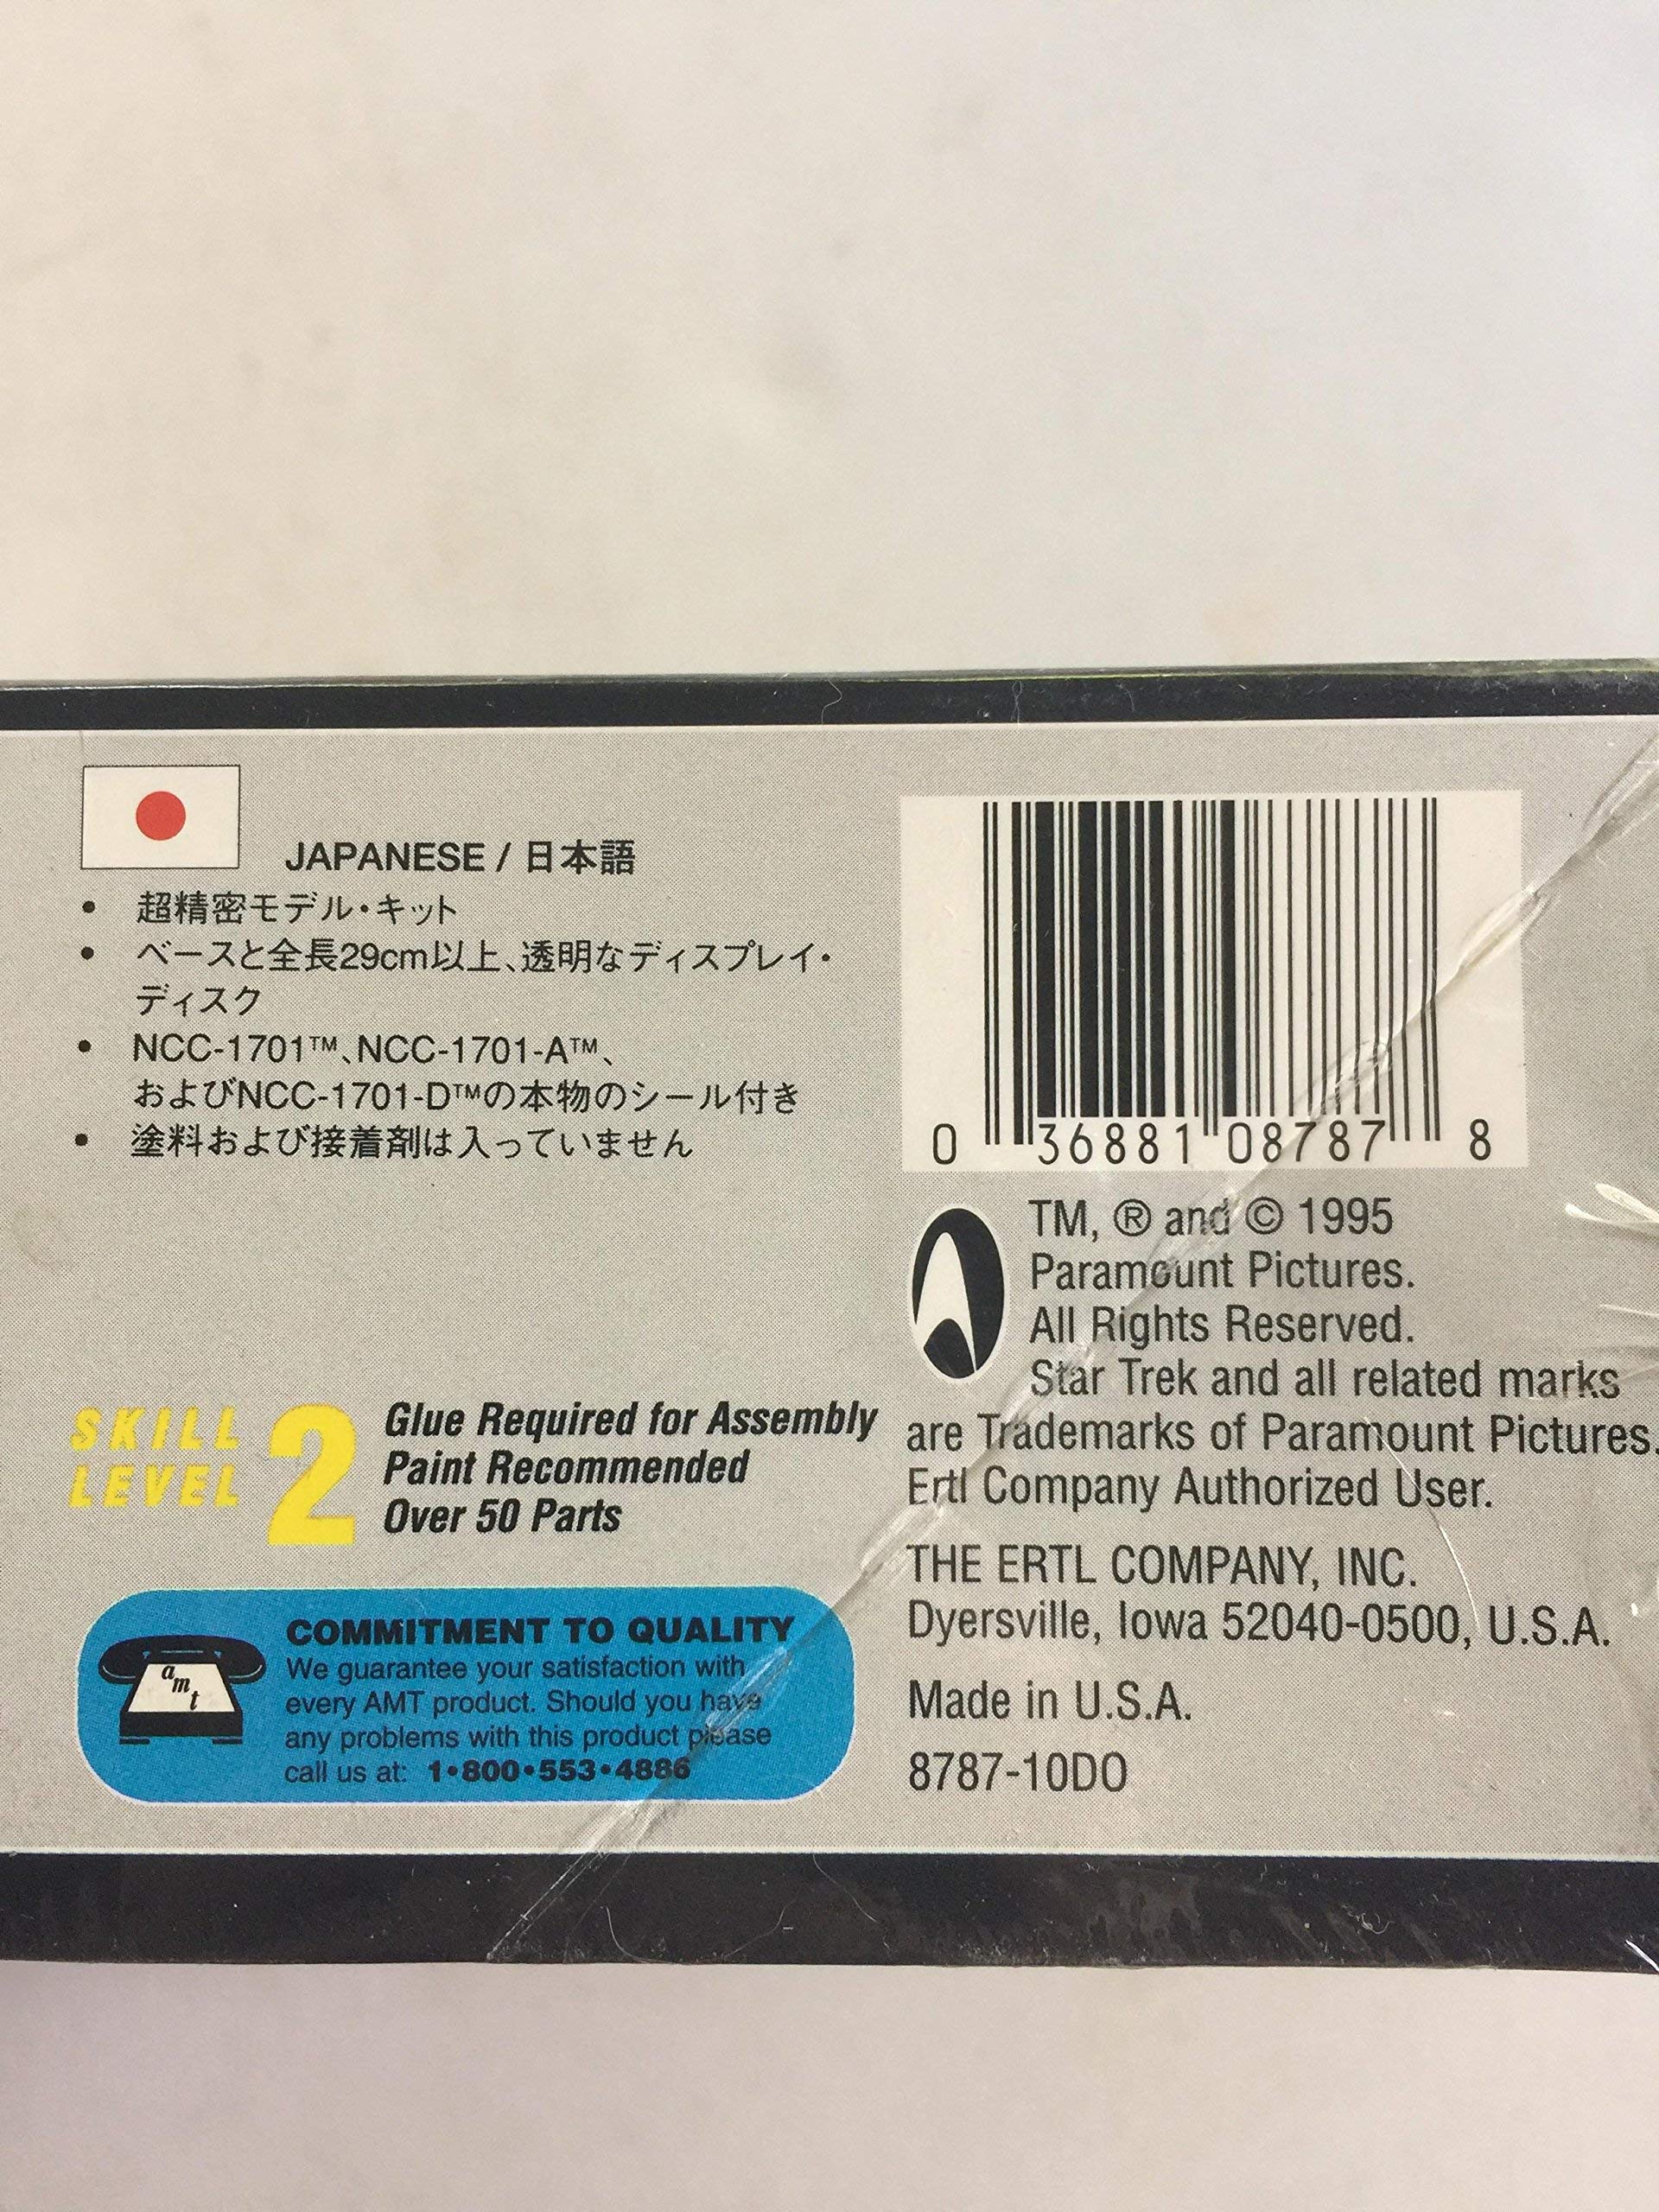 JAPANESE / 日本語
• 超精密モデル・キット
• ベースと全長29cm以上、透明なディスプレイ・
ディスク
• NCC-1701™、NCC-1701-A™、
およびNCC-1701-D™の本物のシール付き
• 塗料および接着剤は入っていません
SKILL
LEVEL
2
Glue Required for Assembly
Paint Recommended
Over 50 Parts
amt
COMMITMENT TO QUALITY
We guarantee your satisfaction with
every AMT product. Should you have
any problems with this product please
call us at: 1•800•553•4886
0 36881 08787 8
TM, ® and © 1995
Paramount Pictures.
All Rights Reserved.
Star Trek and all related marks
are Trademarks of Paramount Pictures.
Ertl Company Authorized User.
THE ERTL COMPANY, INC.
Dyersville, Iowa 52040-0500, U.S.A.
Made in U.S.A.
8787-10DO